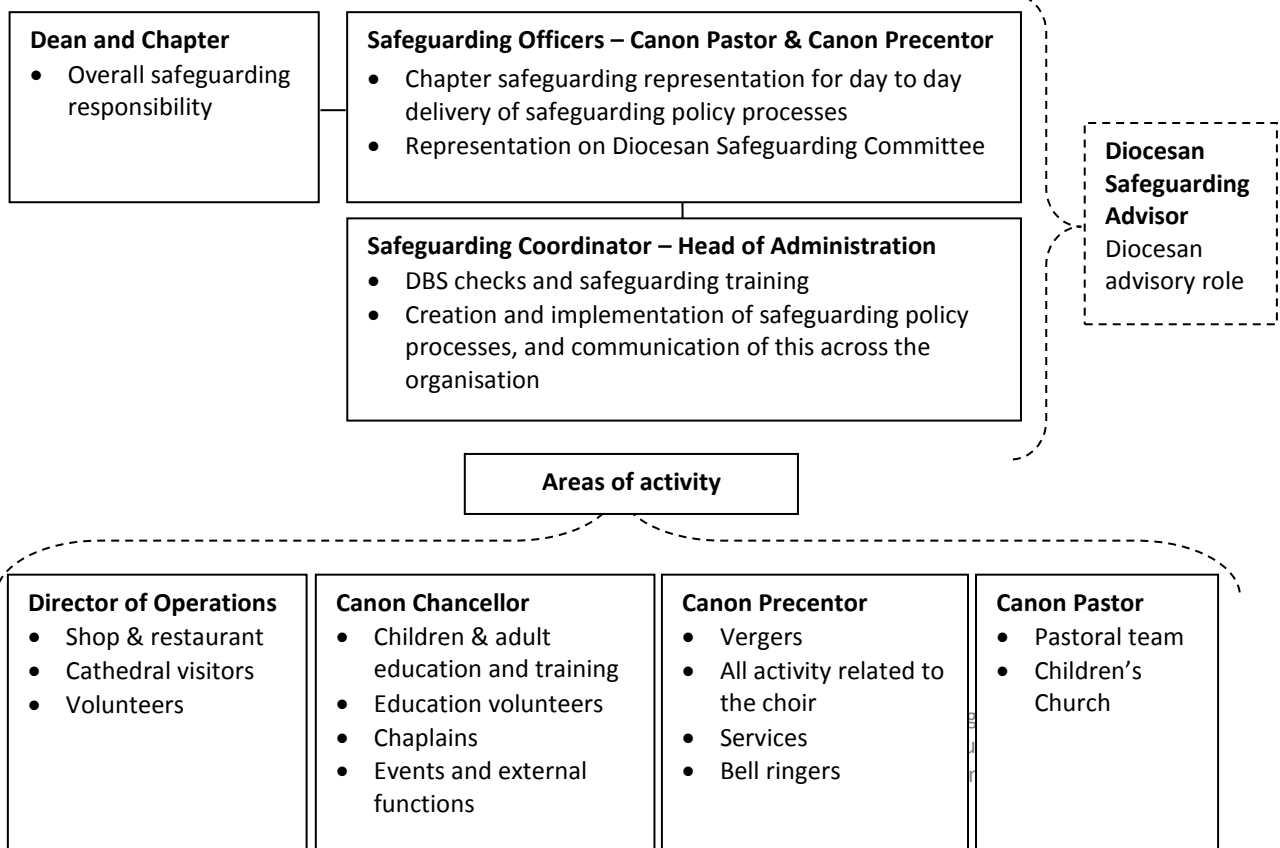 Dean and Chapter
• Overall safeguarding
responsibility
Safeguarding Officers – Canon Pastor & Canon Precentor
• Chapter safeguarding representation for day to day
delivery of safeguarding policy processes
• Representation on Diocesan Safeguarding Committee
Safeguarding Coordinator – Head of Administration
• DBS checks and safeguarding training
• Creation and implementation of safeguarding policy
processes, and communication of this across the
organisation
Diocesan
Safeguarding
Advisor
Diocesan
advisory role
Areas of activity
Director of Operations
• Shop & restaurant
• Cathedral visitors
• Volunteers
Canon Chancellor
• Children & adult
education and training
• Education volunteers
• Chaplains
• Events and external
functions
Canon Precentor
• Vergers
• All activity related to
the choir
• Services
• Bell ringers
Canon Pastor
• Pastoral team
• Children’s
Church